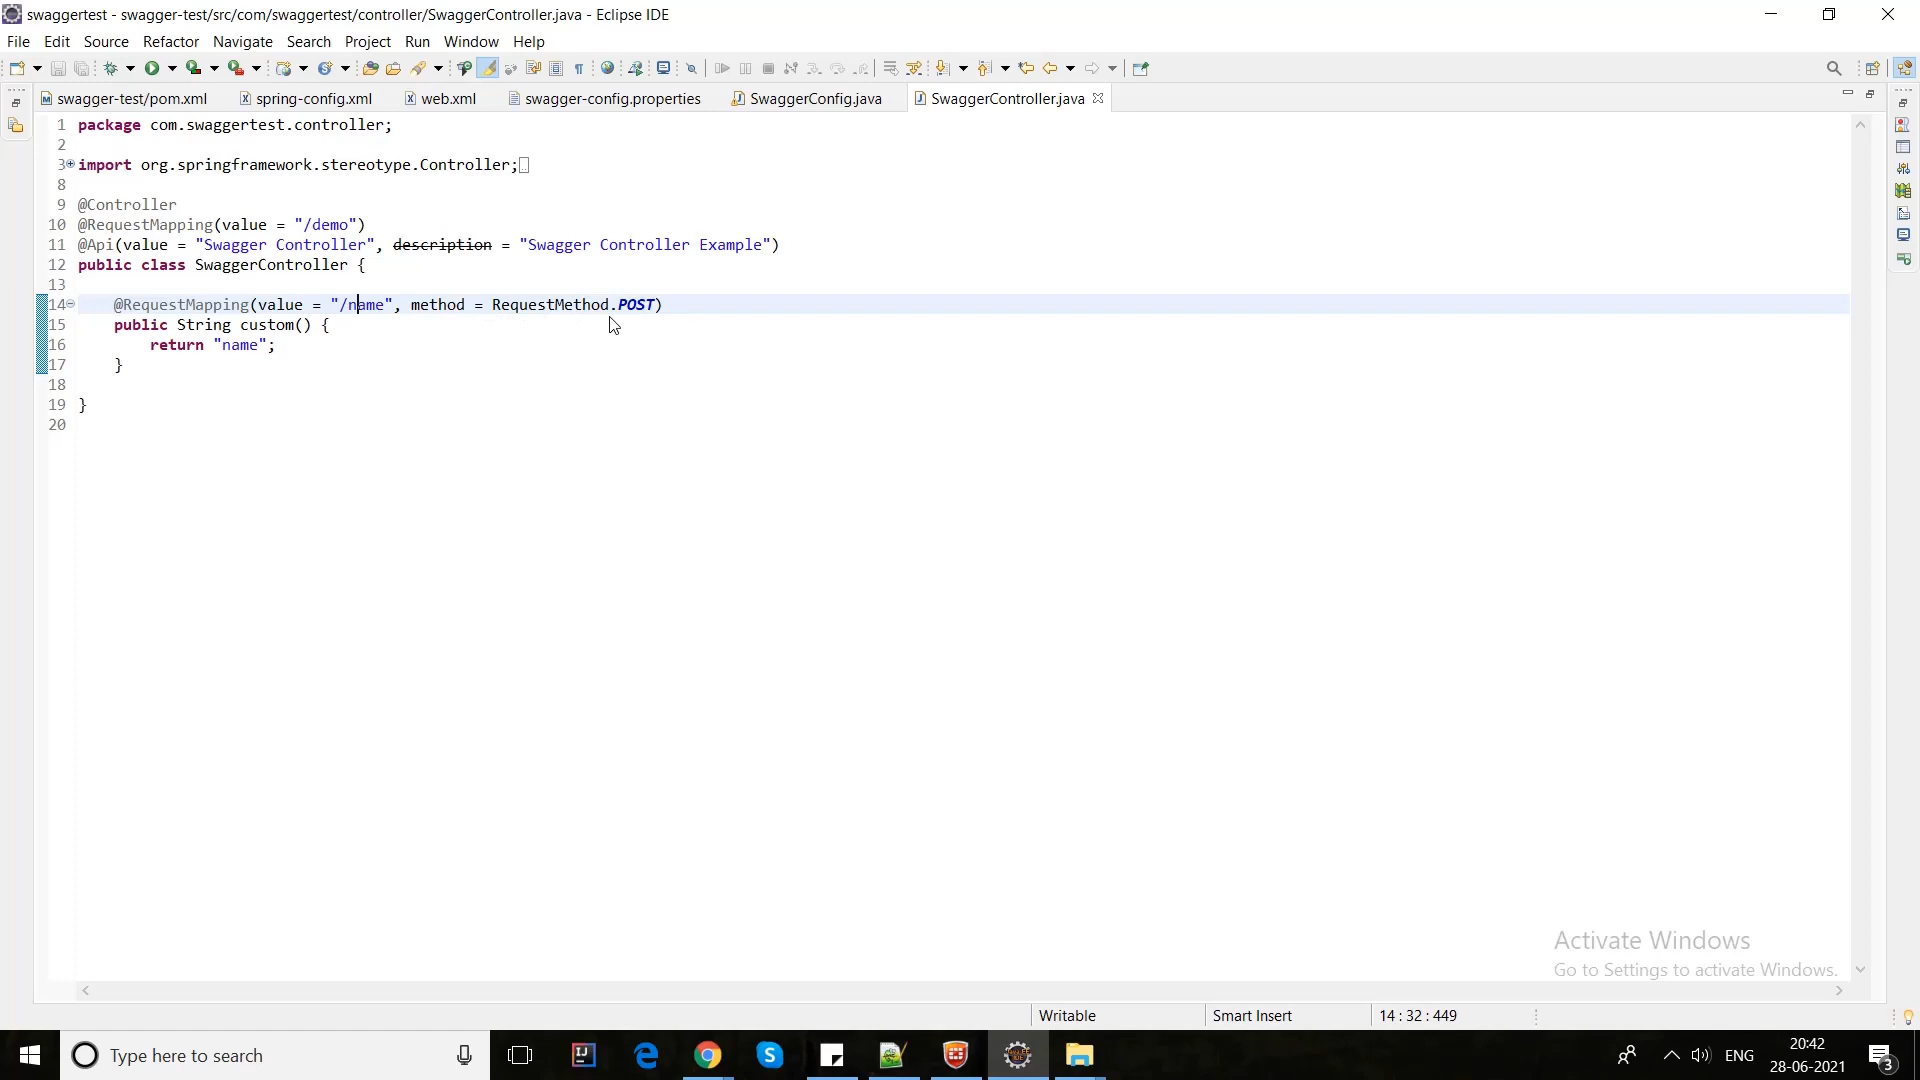 swaggertest - swagger-test/src/com/swaggertest/controller/SwaggerController.java - Eclipse IDE
File Edit Source Refactor Navigate Search Project Run Window Help
swagger-test/pom.xml spring-config.xml web.xml swagger-config.properties SwaggerConfig.java SwaggerController.java
1 package com.swaggertest.controller;
2
3 import org.springframework.stereotype.Controller;
8
9 @Controller
10 @RequestMapping(value = "/demo")
11 @Api(value = "Swagger Controller", description = "Swagger Controller Example")
12 public class SwaggerController {
13
14 @RequestMapping(value = "/name", method = RequestMethod.POST)
15 public String custom() {
16 return "name";
17 }
18
19 }
20
Activate Windows
Go to Settings to activate Windows.
Writable Smart Insert 14 : 32 : 449
Type here to search
ENG 20:42
28-06-2021 3